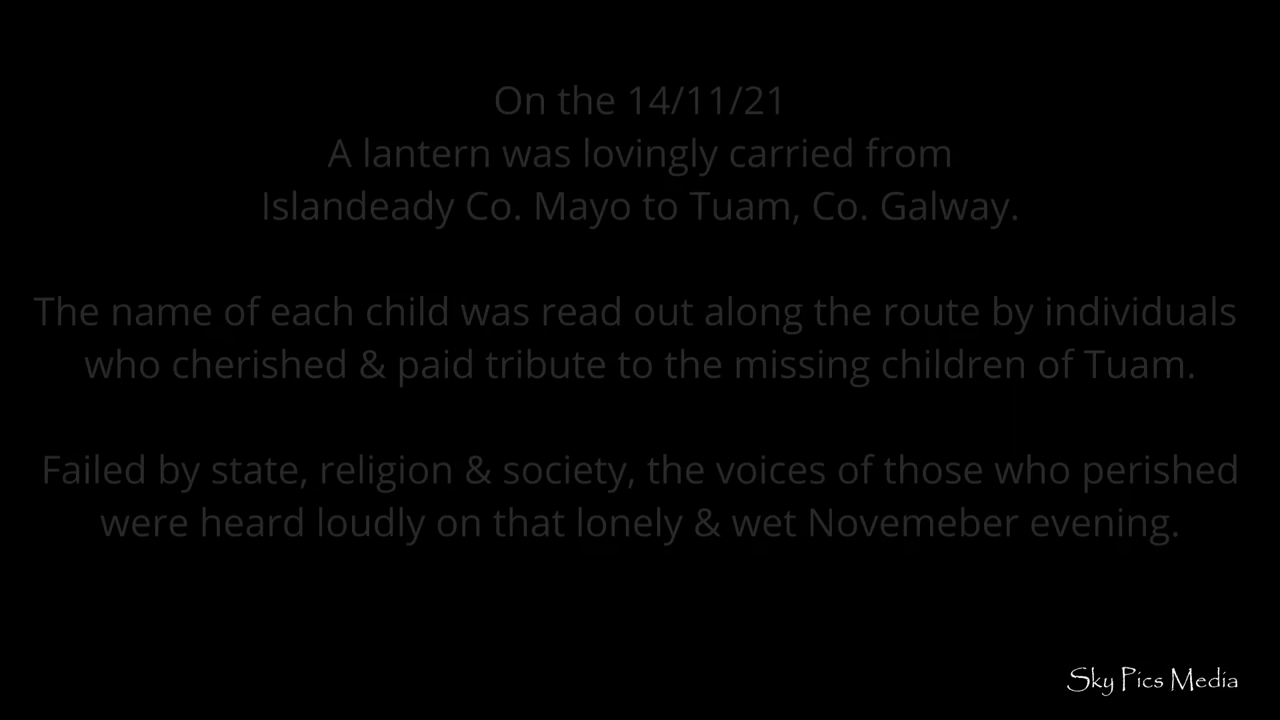 On the 14/11/21
A lantern was lovingly carried from
Islandeady Co. Mayo to Tuam, Co. Galway.
The name of each child was read out along the route by individuals
who cherished & paid tribute to the missing children of Tuam.
Failed by state, religion & society, the voices of those who perished
were heard loudly on that lonely & wet Novemeber evening.
Sky Pics Media